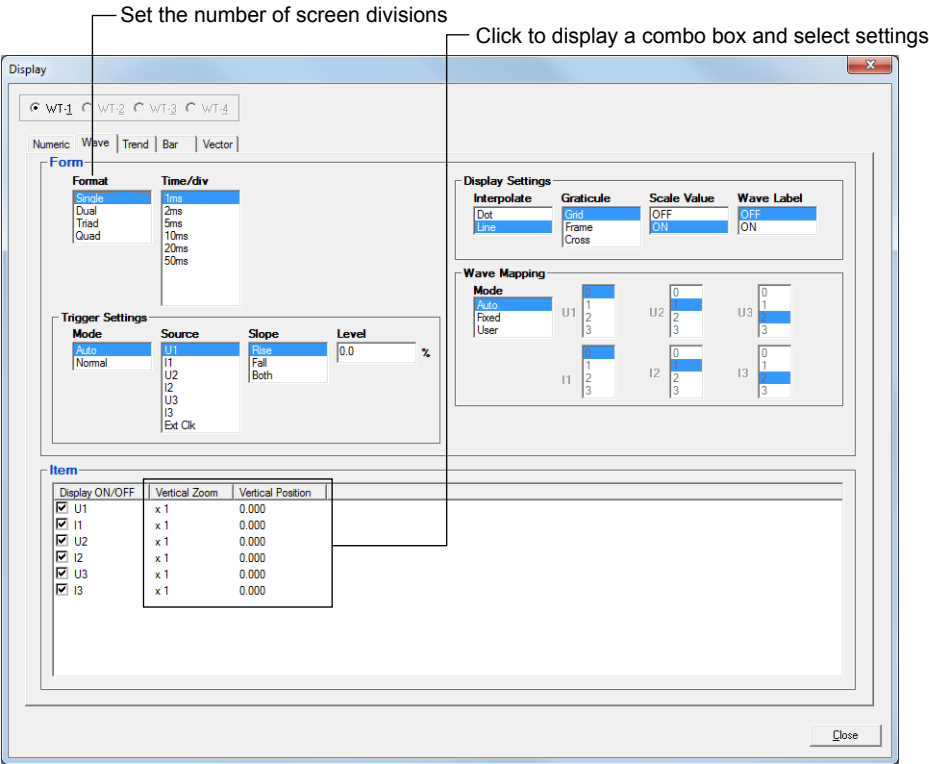 Set the number of screen divisions
Click to display a combo box and select settings
Display
WT-1 WT-2 WT-3 WT-4
Numeric Wave Trend Bar Vector
Form
Format Time/div
Single 1ms
Dual 2ms
Triad 5ms
Quad 10ms
20ms
50ms
Display Settings
Interpolate Graticule Scale Value Wave Label
Dot Grid OFF OFF
Line Frame ON ON
Cross
Wave Mapping
Mode
Auto
Fixed
User
U1 0 1 2 3
U2 0 1 2 3
U3 0 1 2 3
I1 0 1 2 3
I2 0 1 2 3
I3 0 1 2 3
Trigger Settings
Mode Source Slope Level
Auto U1 Rise 0.0 %
Normal I1 Fall
U2 Both
I2
U3
I3
Ext Clk
Item
Display ON/OFF Vertical Zoom Vertical Position
U1 x 1 0.000
I1 x 1 0.000
U2 x 1 0.000
I2 x 1 0.000
U3 x 1 0.000
I3 x 1 0.000
Close